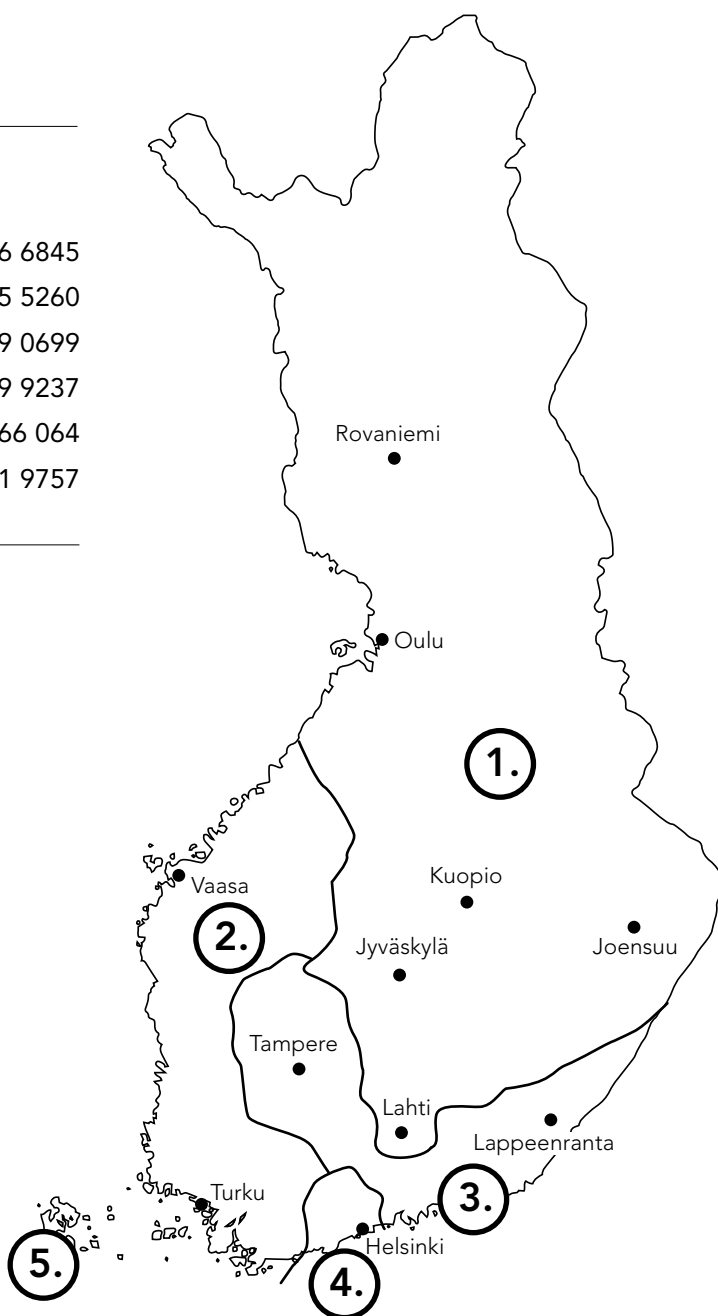 6 6845
5 5260
9 0699
9 9237
66 064
1 9757
Rovaniemi
Oulu
1.
Kuopio
Vaasa
2.
Jyväskylä
Joensuu
Tampere
Lahti
Lappeenranta
Turku
3.
Helsinki
5.
4.